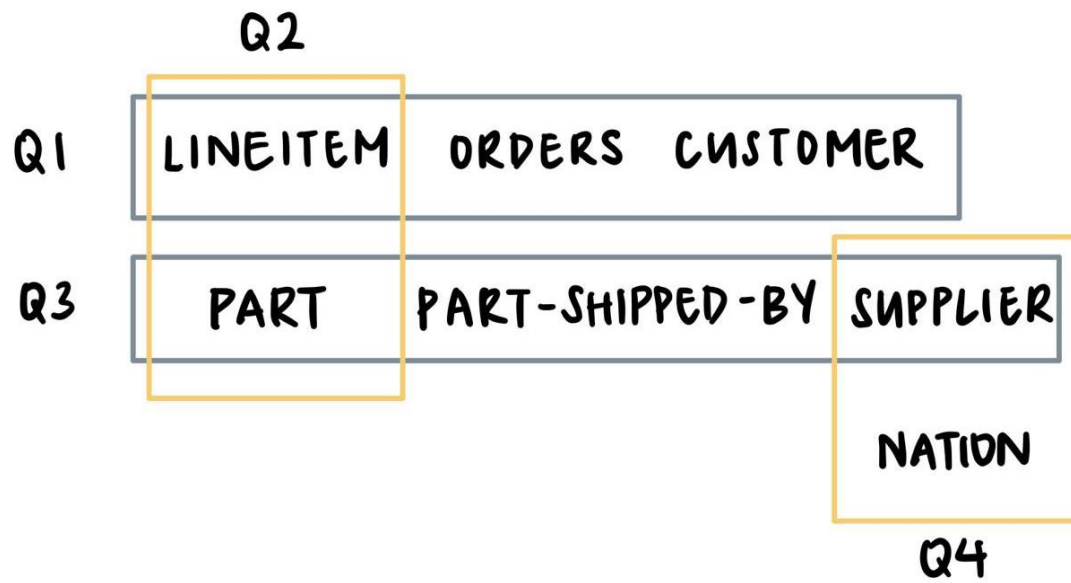 Q2
Q1 LINEITEM ORDERS CUSTOMER
Q3 PART PART-SHIPPED-BY SUPPLIER
NATION
Q4